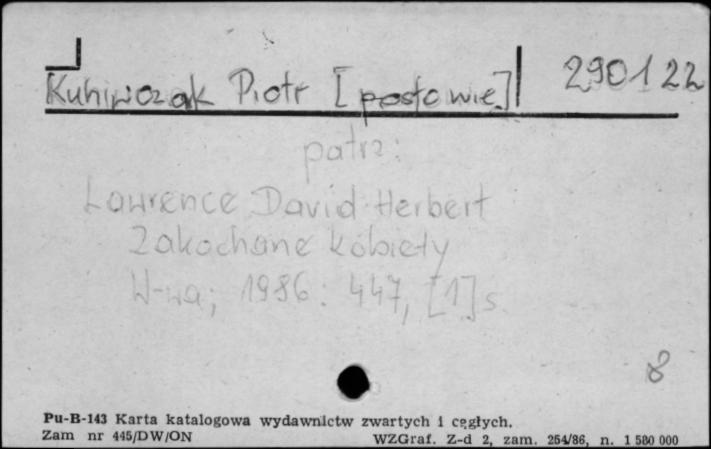 Kuhiwczak Piotr [posłowie] 290122
patrz:
Lawrence David Herbert
Zakochane kobiety
W-wa; 1986: 447, [1] s.
8
Pu-B-143 Karta katalogowa wydawnictw zwartych i ciągłych.
Zam nr 445/DW/ON WZGraf. Z-d 2, zam. 264/86, n. 1 580 000